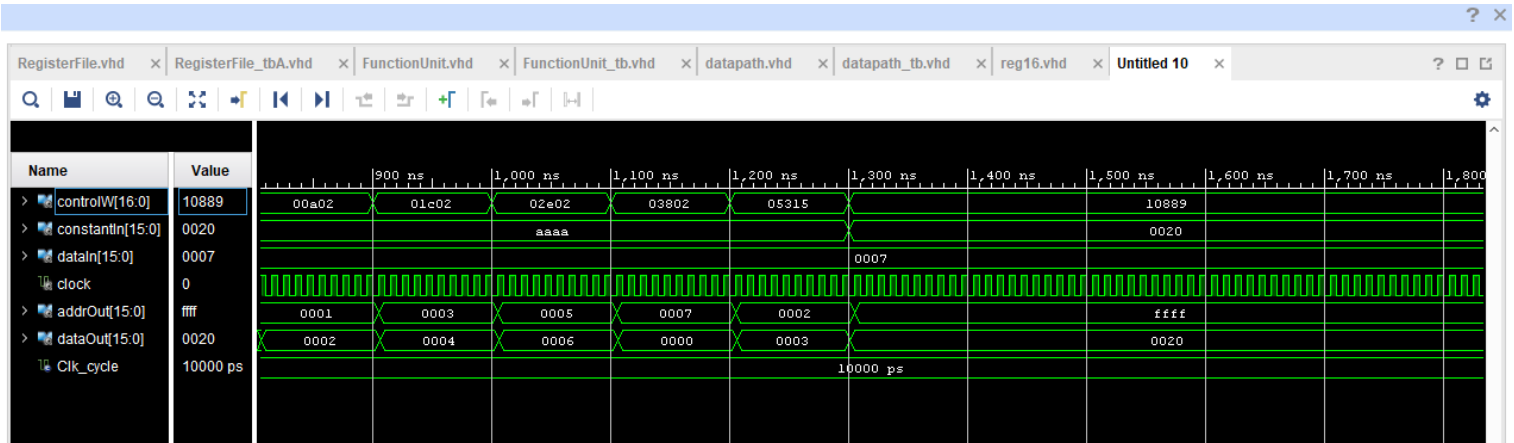 RegisterFile.vhd × RegisterFile_tbA.vhd × FunctionUnit.vhd × FunctionUnit_tb.vhd × datapath.vhd × datapath_tb.vhd × reg16.vhd × Untitled 10 ×
Name Value
900 ns 1,000 ns 1,100 ns 1,200 ns 1,300 ns 1,400 ns 1,500 ns 1,600 ns 1,700 ns 1,800
controlW[16:0] 10889 00a02 01c02 02e02 03802 05315 10889
constantIn[15:0] 0020 aaaa 0020
dataIn[15:0] 0007 0007
clock 0
addrOut[15:0] ffff 0001 0003 0005 0007 0002 ffff
dataOut[15:0] 0020 0002 0004 0006 0000 0003 0020
Clk_cycle 10000 ps 10000 ps